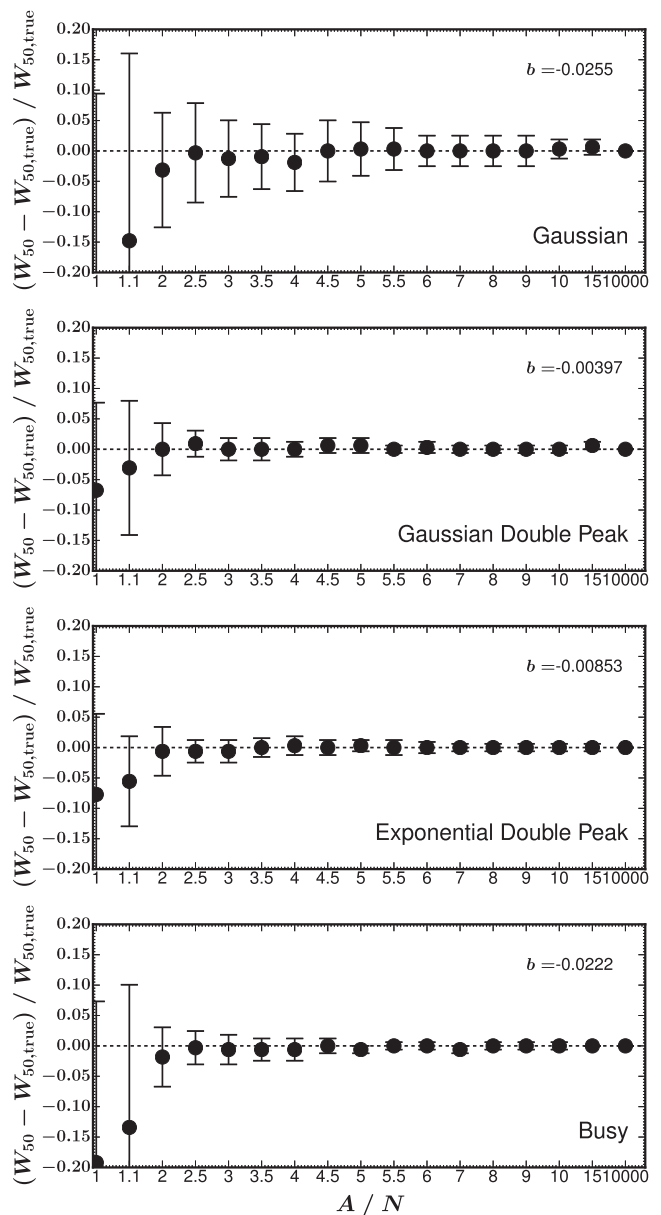 0.20
0.15
0.10
0.05
0.00
−0.05
−0.10
−0.15
−0.20
(W50 − W50,true) / W50,true
b =-0.0255
Gaussian
1 1.1 2 2.5 3 3.5 4 4.5 5 5.5 6 7 8 9 10 15 10000
0.20
0.15
0.10
0.05
0.00
−0.05
−0.10
−0.15
−0.20
(W50 − W50,true) / W50,true
b =-0.00397
Gaussian Double Peak
1 1.1 2 2.5 3 3.5 4 4.5 5 5.5 6 7 8 9 10 15 10000
0.20
0.15
0.10
0.05
0.00
−0.05
−0.10
−0.15
−0.20
(W50 − W50,true) / W50,true
b =-0.00853
Exponential Double Peak
1 1.1 2 2.5 3 3.5 4 4.5 5 5.5 6 7 8 9 10 15 10000
0.20
0.15
0.10
0.05
0.00
−0.05
−0.10
−0.15
−0.20
(W50 − W50,true) / W50,true
b =-0.0222
Busy
1 1.1 2 2.5 3 3.5 4 4.5 5 5.5 6 7 8 9 10 15 10000
A / N